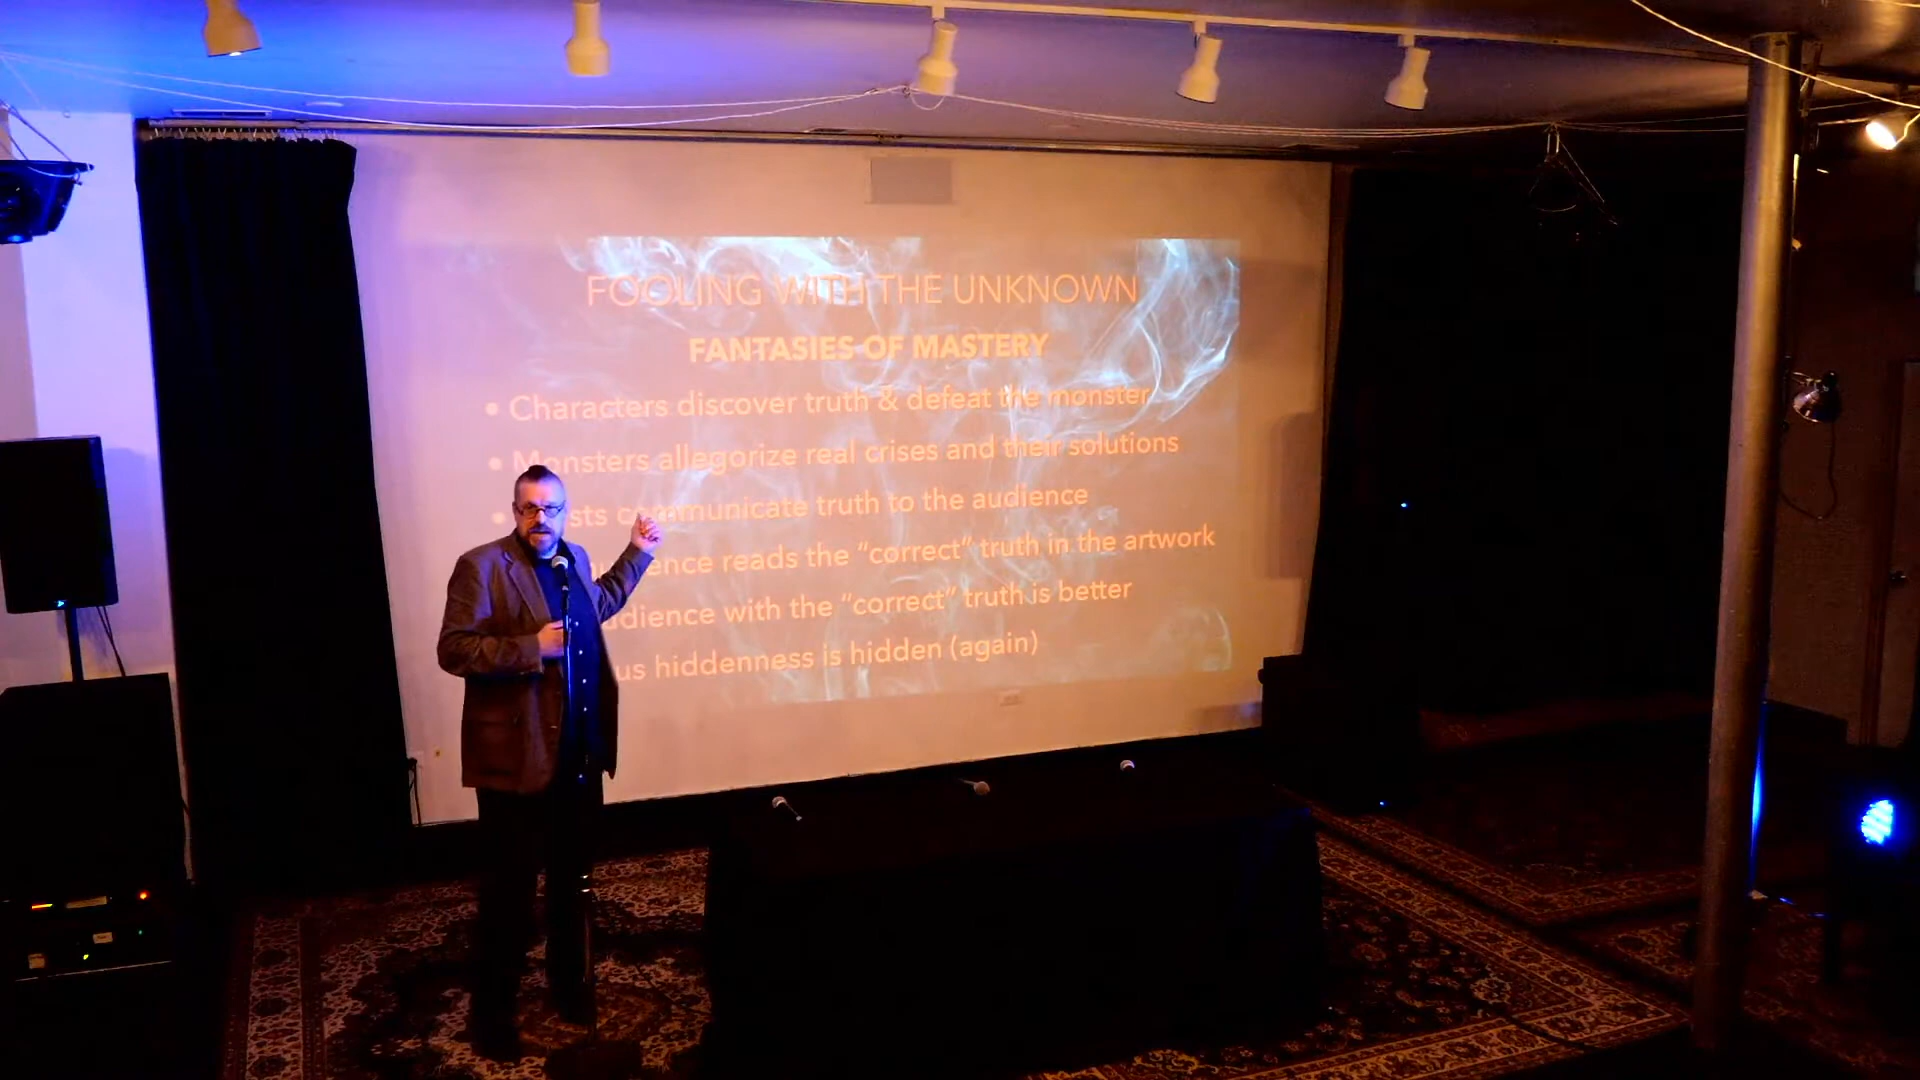 FOOLING WITH THE UNKNOWN
FANTASIES OF MASTERY
• Characters discover truth & defeat the monster
• Monsters allegorize real crises and their solutions
• communicate truth to the audience
reads the “correct” truth in the artwork
with the “correct” truth is better
hiddenness is hidden (again)